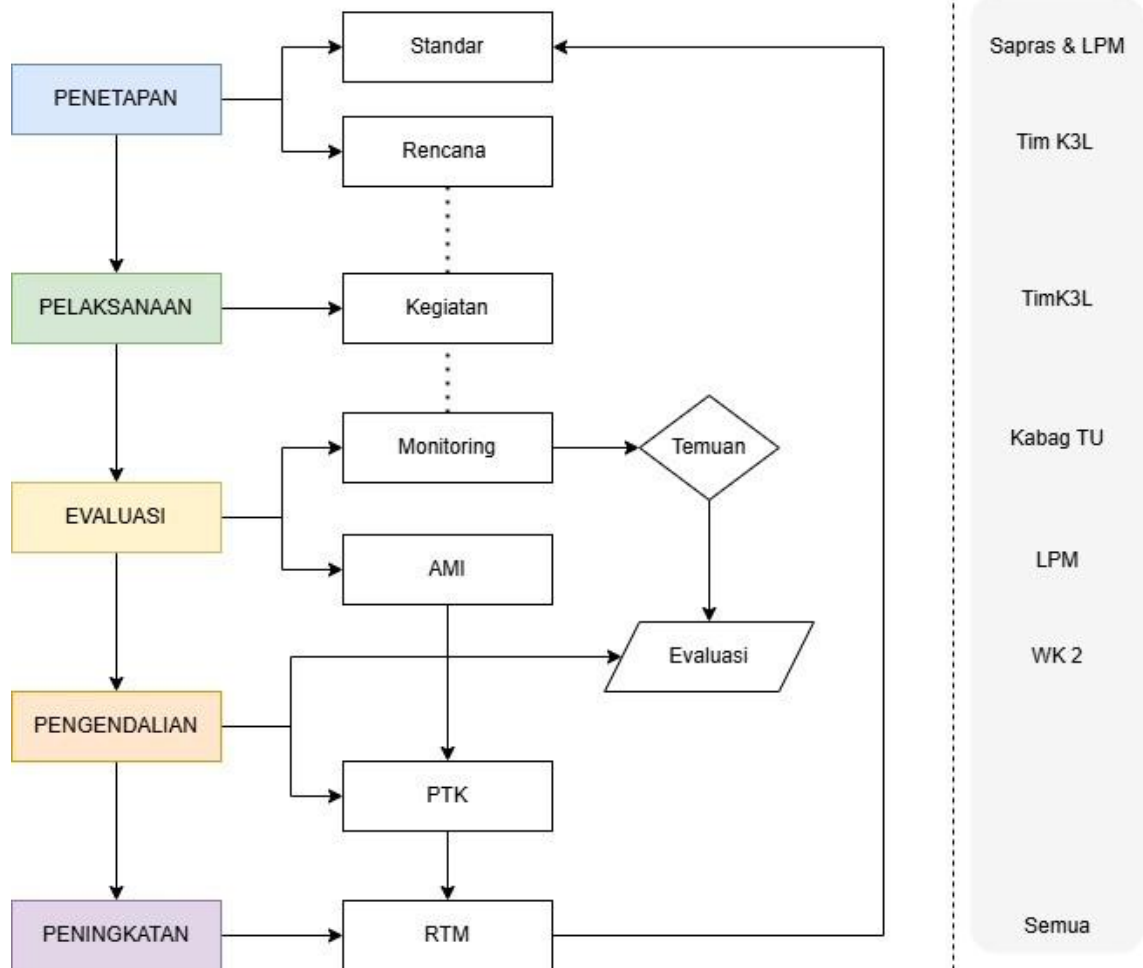 Standar
Sapras & LPM
PENETAPAN
Rencana
Tim K3L
PELAKSANAAN
Kegiatan
TimK3L
Monitoring
Temuan
Kabag TU
EVALUASI
AMI
LPM
Evaluasi
WK 2
PENGENDALIAN
PTK
PENINGKATAN
RTM
Semua